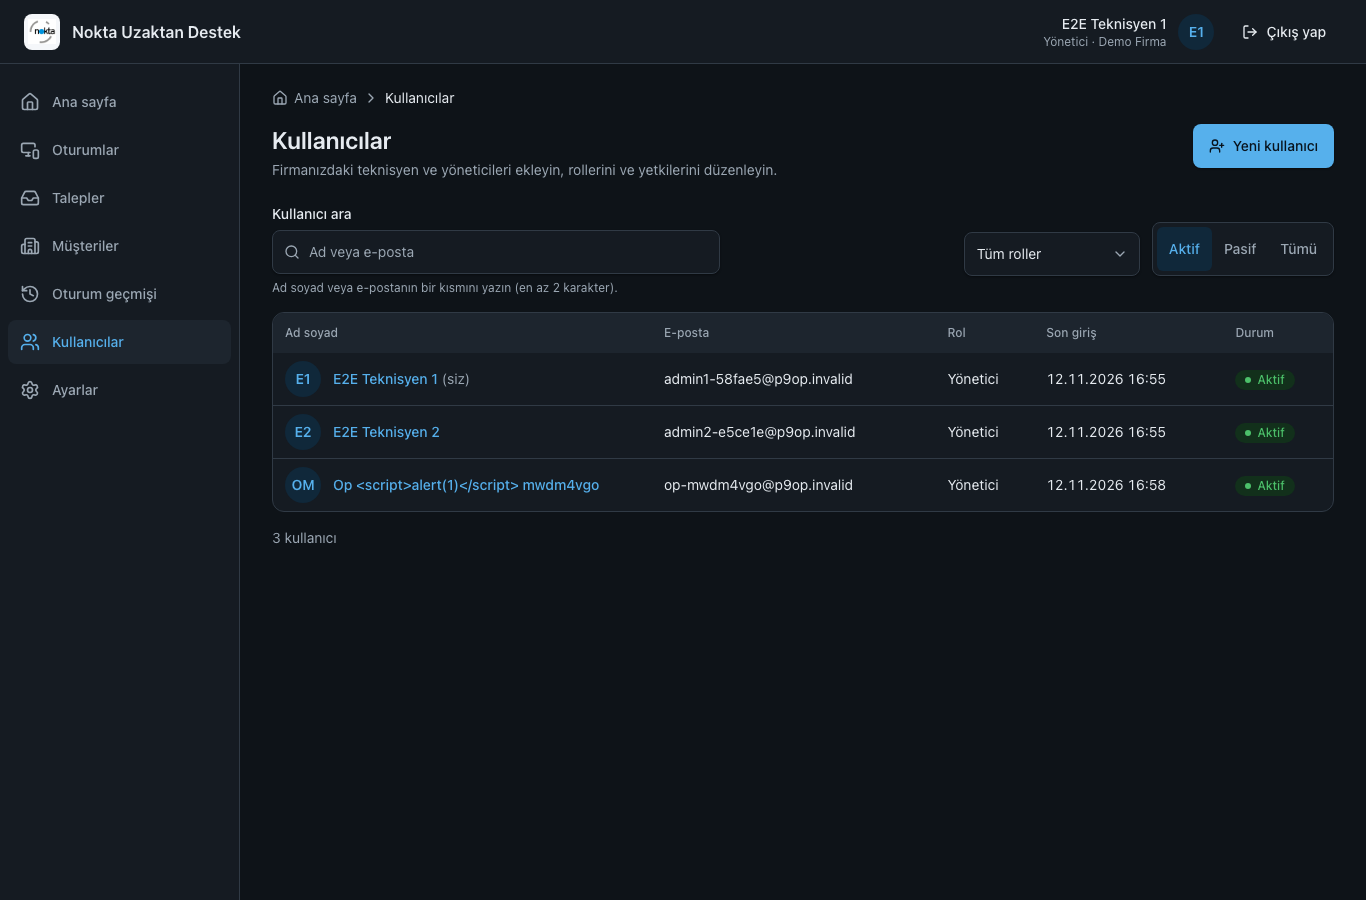 nokta
Nokta Uzaktan Destek
E2E Teknisyen 1
Yönetici · Demo Firma
E1
Çıkış yap
Ana sayfa
Oturumlar
Talepler
Müşteriler
Oturum geçmişi
Kullanıcılar
Ayarlar
Ana sayfa > Kullanıcılar
Kullanıcılar
Firmanızdaki teknisyen ve yöneticileri ekleyin, rollerini ve yetkilerini düzenleyin.
Yeni kullanıcı
Kullanıcı ara
Ad veya e-posta
Ad soyad veya e-postanın bir kısmını yazın (en az 2 karakter).
Tüm roller
Aktif Pasif Tümü
Ad soyad E-posta Rol Son giriş Durum
E1 E2E Teknisyen 1 (siz) admin1-58fae5@p9op.invalid Yönetici 12.11.2026 16:55 Aktif
E2 E2E Teknisyen 2 admin2-e5ce1e@p9op.invalid Yönetici 12.11.2026 16:55 Aktif
OM Op <script>alert(1)</script> mwdm4vgo op-mwdm4vgo@p9op.invalid Yönetici 12.11.2026 16:58 Aktif
3 kullanıcı